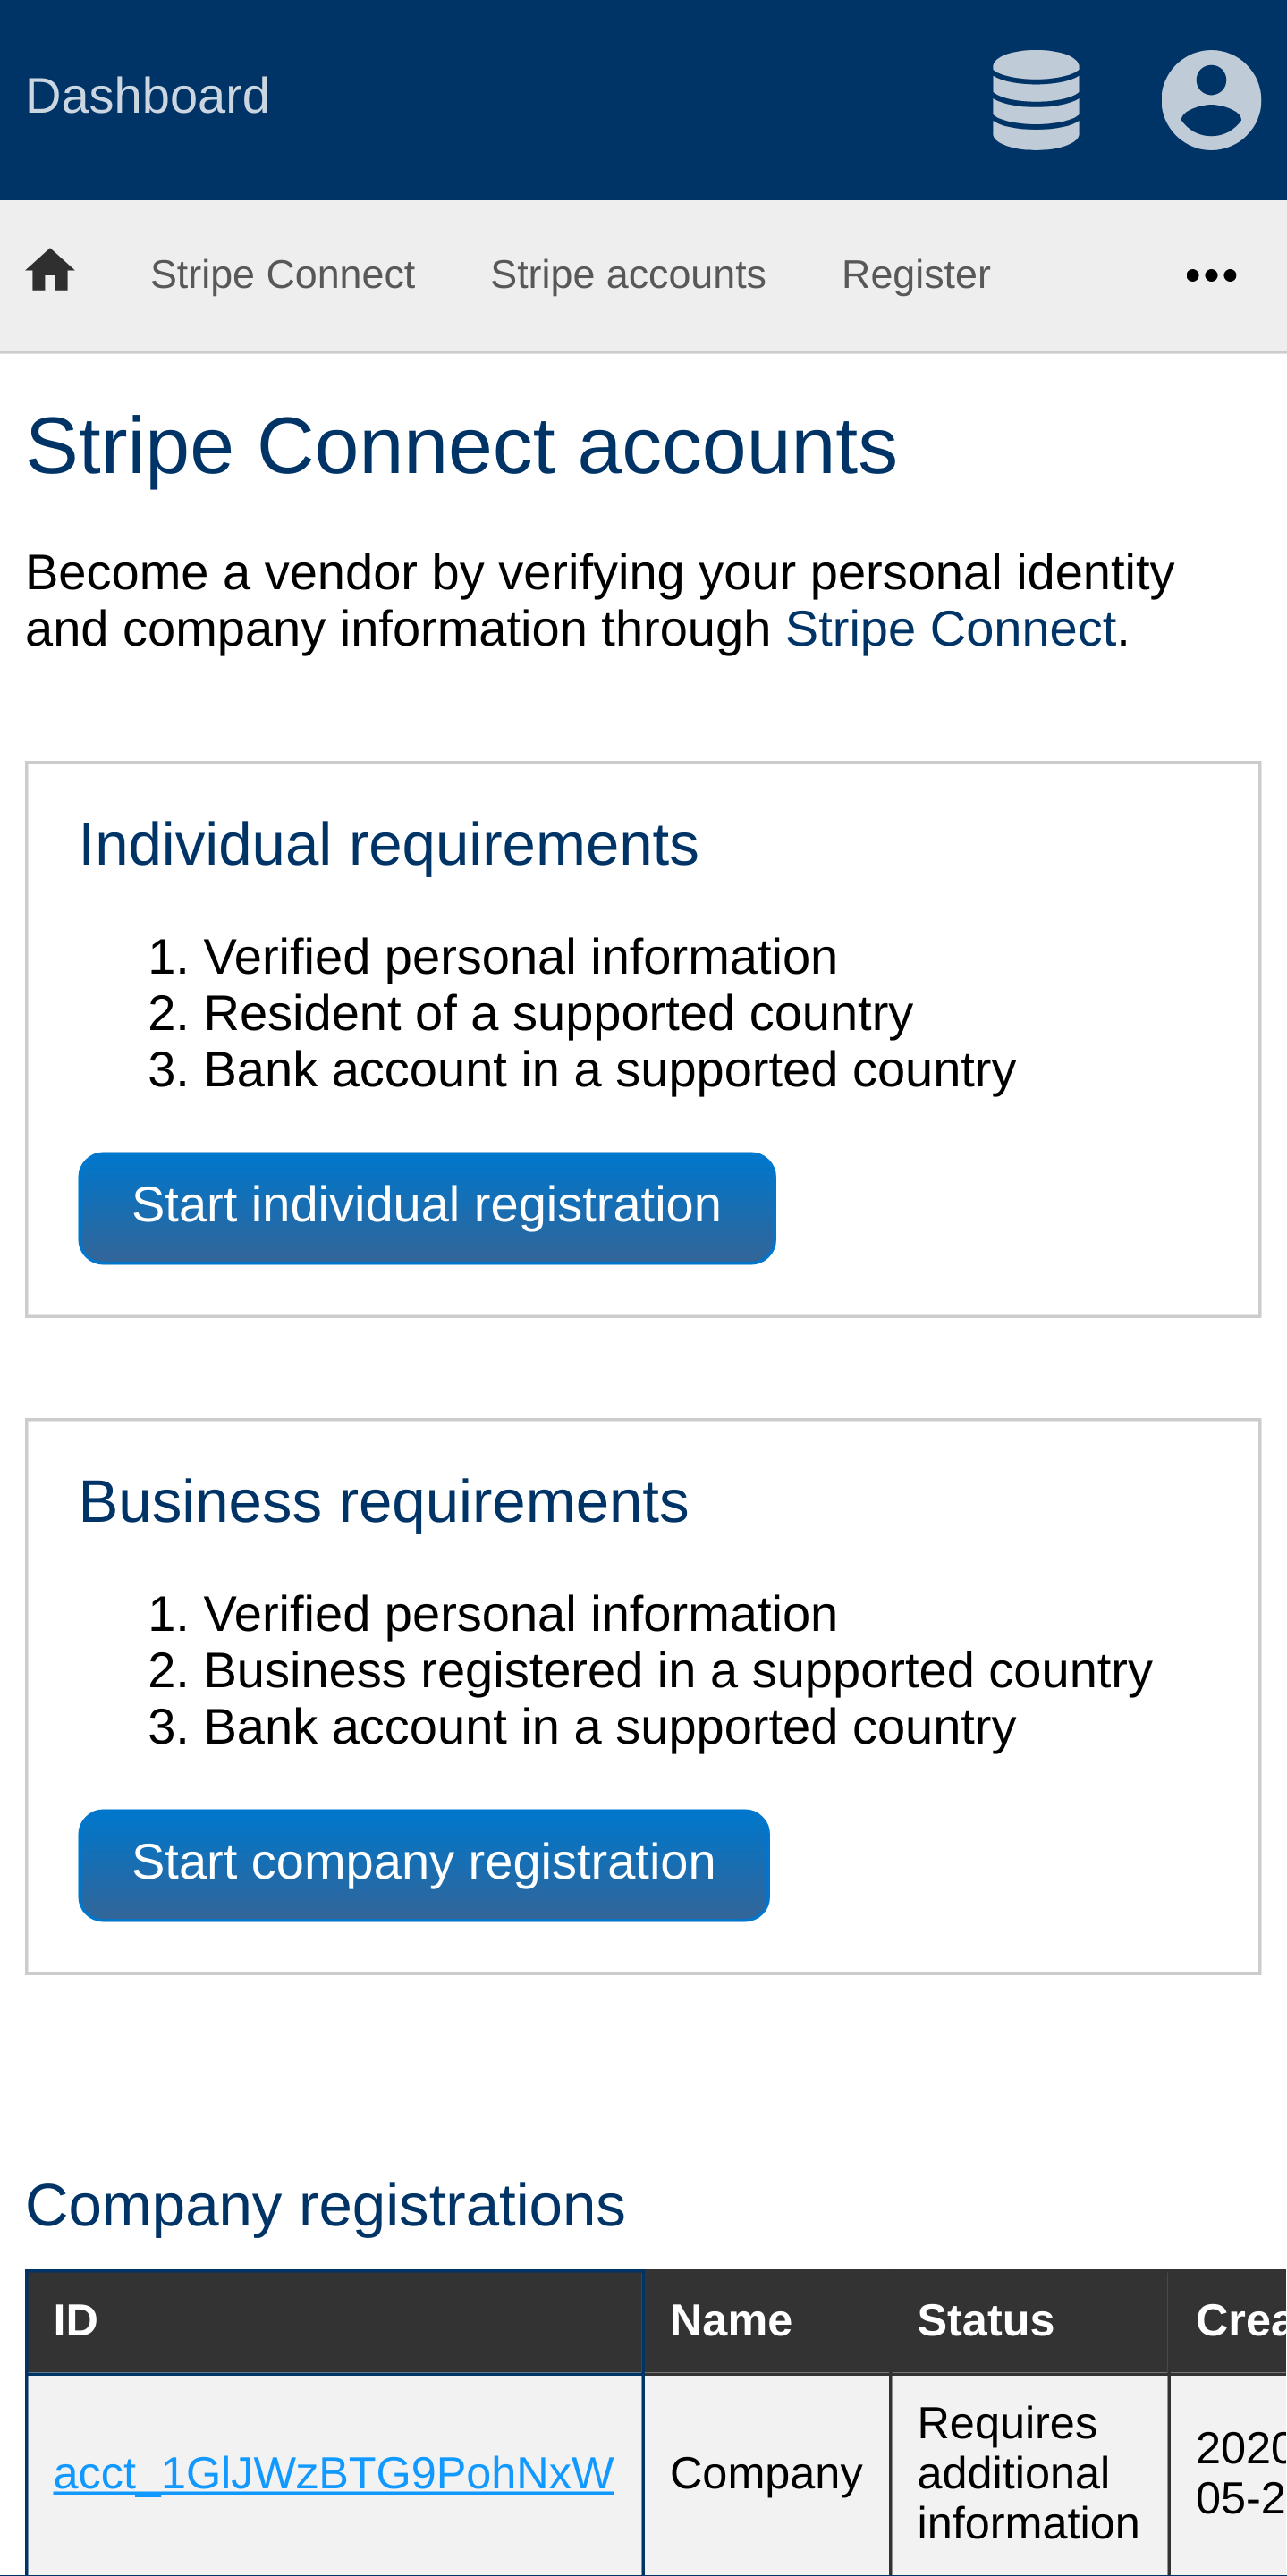 Dashboard
Stripe Connect Stripe accounts Register
Stripe Connect accounts
Become a vendor by verifying your personal identity
and company information through Stripe Connect.
Individual requirements
1. Verified personal information
2. Resident of a supported country
3. Bank account in a supported country
Start individual registration
Business requirements
1. Verified personal information
2. Business registered in a supported country
3. Bank account in a supported country
Start company registration
Company registrations
ID Name Status Crea
acct_1GlJWzBTG9PohNxW Company Requires
additional
information
2020
05-2